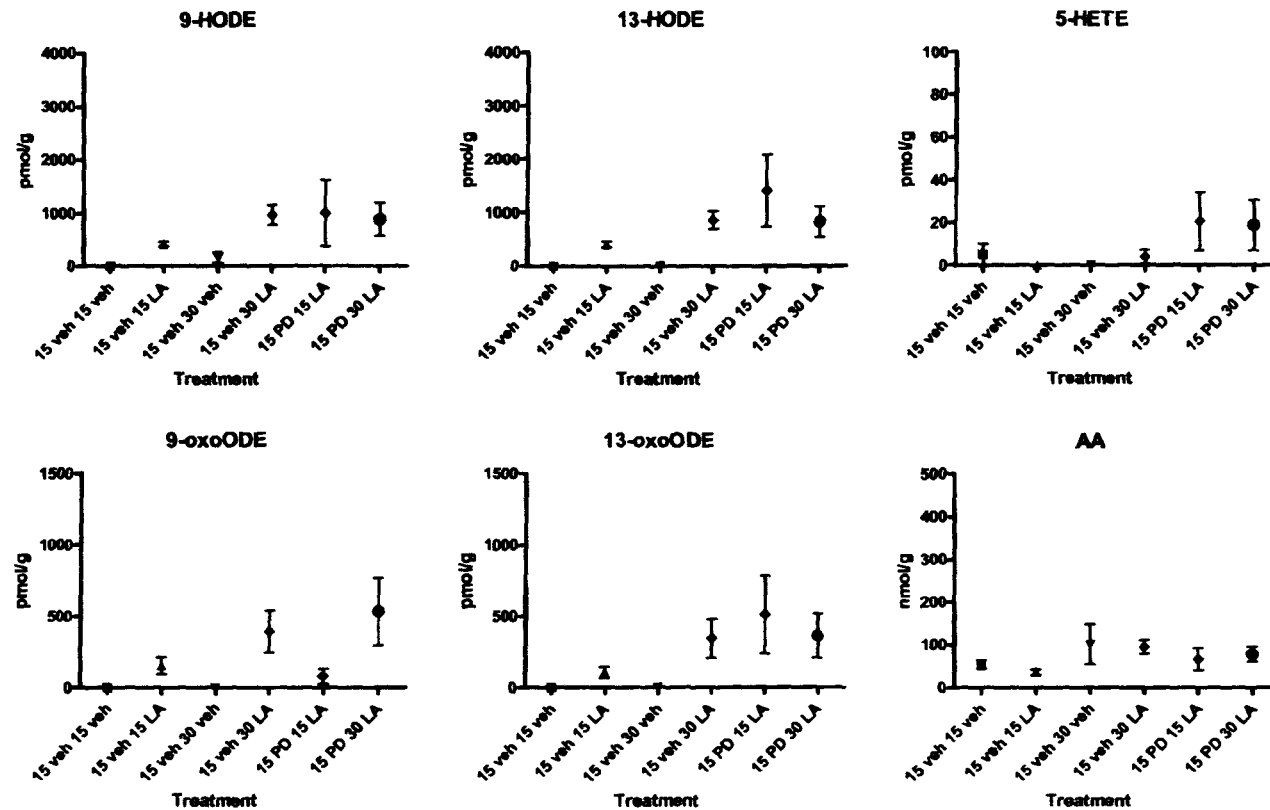 9-HODE
4000
3000
2000
1000
0
pmol/g
15 veh 15 veh
15 veh 15 LA
15 veh 30 veh
15 veh 30 LA
15 PD 15 LA
15 PD 30 LA
Treatment
13-HODE
4000
3000
2000
1000
0
pmol/g
15 veh 15 veh
15 veh 15 LA
15 veh 30 veh
15 veh 30 LA
15 PD 15 LA
15 PD 30 LA
Treatment
5-HETE
100
80
60
40
20
0
pmol/g
15 veh 15 veh
15 veh 15 LA
15 veh 30 veh
15 veh 30 LA
15 PD 15 LA
15 PD 30 LA
Treatment
9-oxoODE
1500
1000
500
0
pmol/g
15 veh 15 veh
15 veh 15 LA
15 veh 30 veh
15 veh 30 LA
15 PD 15 LA
15 PD 30 LA
Treatment
13-oxoODE
1500
1000
500
0
pmol/g
15 veh 15 veh
15 veh 15 LA
15 veh 30 veh
15 veh 30 LA
15 PD 15 LA
15 PD 30 LA
Treatment
AA
500
400
300
200
100
0
nmol/g
15 veh 15 veh
15 veh 15 LA
15 veh 30 veh
15 veh 30 LA
15 PD 15 LA
15 PD 30 LA
Treatment